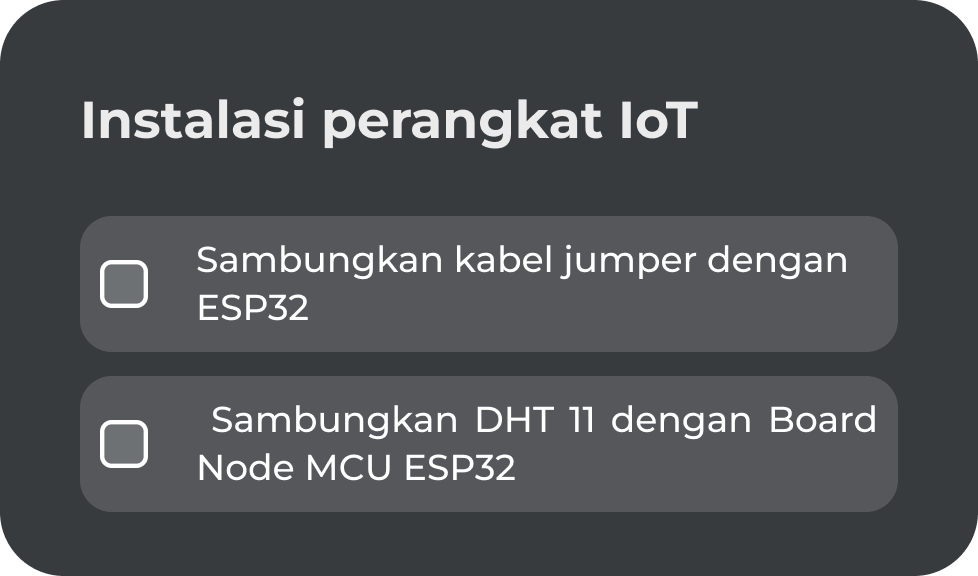 Instalasi perangkat IoT
Sambungkan kabel jumper dengan
ESP32
Sambungkan DHT 11 dengan Board
Node MCU ESP32